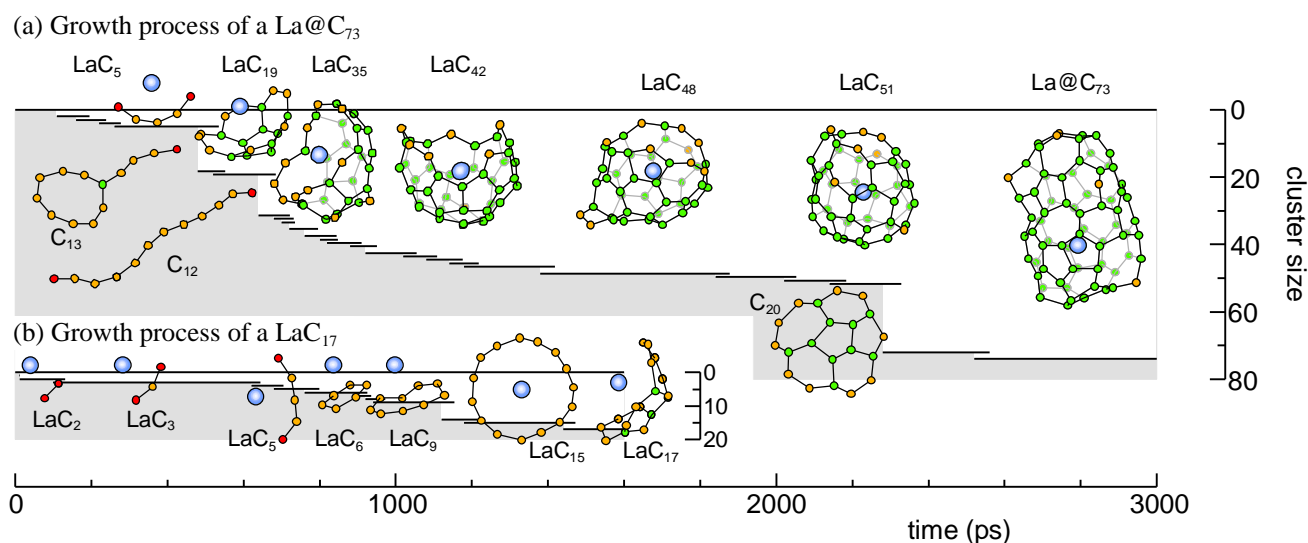 (a) Growth process of a La@C₇₃
LaC₅
LaC₁₉
LaC₃₅
LaC₄₂
LaC₄₈
LaC₅₁
La@C₇₃
0
20
40
60
80
cluster size
C₁₃
C₁₂
C₂₀
(b) Growth process of a LaC₁₇
0
10
20
LaC₂
LaC₃
LaC₅
LaC₆
LaC₉
LaC₁₅
LaC₁₇
0
1000
2000
3000
time (ps)